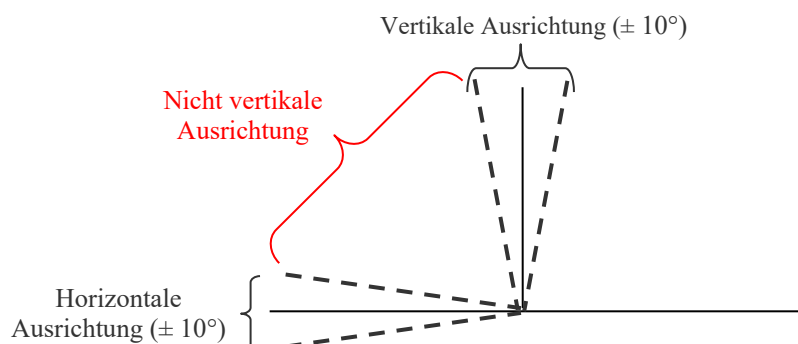 Vertikale Ausrichtung (± 10°)
Nicht vertikale
Ausrichtung
Horizontale
Ausrichtung (± 10°)